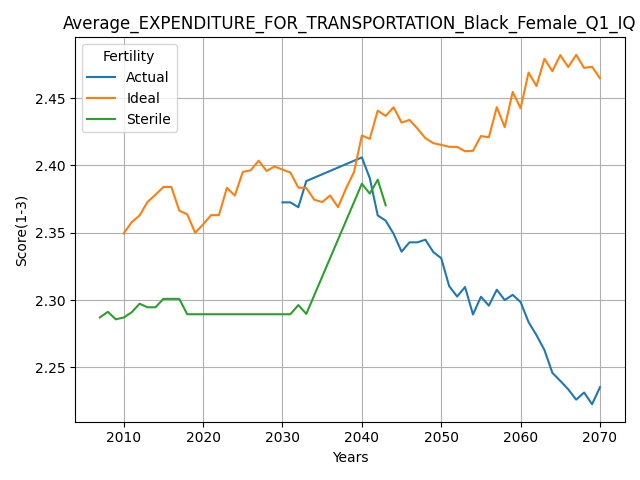 Average_EXPENDITURE_FOR_TRANSPORTATION_Black_Female_Q1_IQ
Fertility
Actual
Ideal
Sterile
Score(1-3)
2.45
2.40
2.35
2.30
2.25
2010 2020 2030 2040 2050 2060 2070
Years